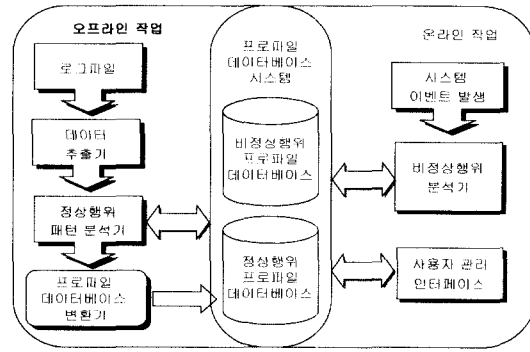 오프라인 작업
로그파일
데이터
추출기
정상행위
패턴 분석기
프로파일
데이터베이스
변환기
프로파일
데이터베이스
시스템
비정상행위
프로파일
데이터베이스
정상행위
프로파일
데이터베이스
온라인 작업
시스템
이벤트 발생
비정상행위
분석기
사용자 관리
인터페이스